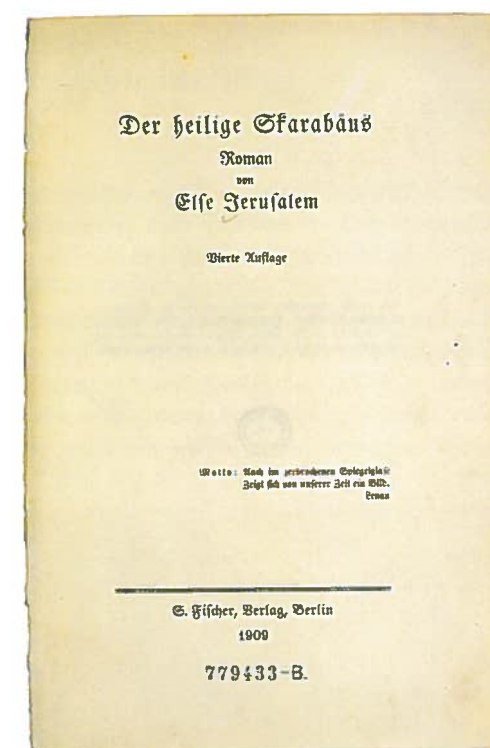 Der heilige Skarabäus
Roman
von
Else Jerusalem
Vierte Auflage
Motto: Auch im zerbrochenen Spiegelglase
Zeigt sich von unserer Zeit ein Bild.
Lenau
S. Fischer, Verlag, Berlin
1909
779433-B.